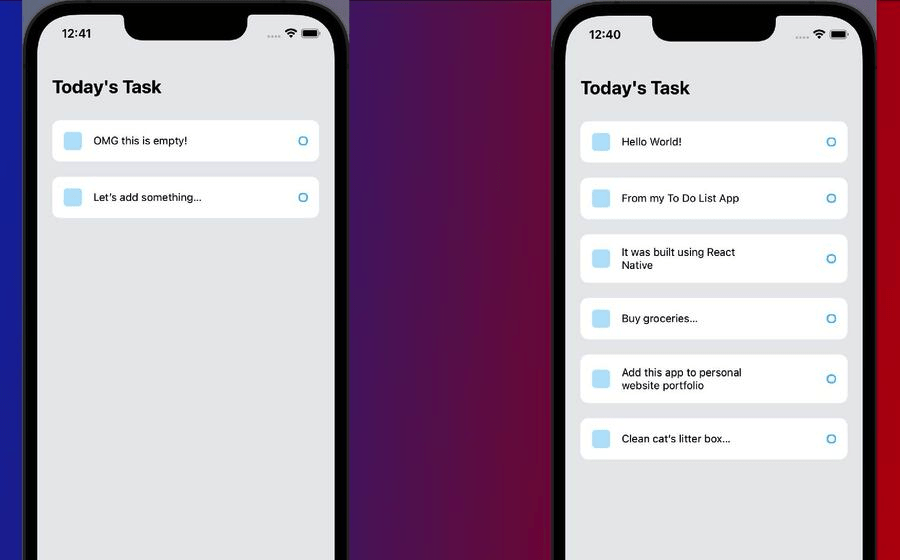 12:41
Today's Task
OMG this is empty!
Let's add something...
12:40
Today's Task
Hello World!
From my To Do List App
It was built using React
Native
Buy groceries...
Add this app to personal
website portfolio
Clean cat's litter box...